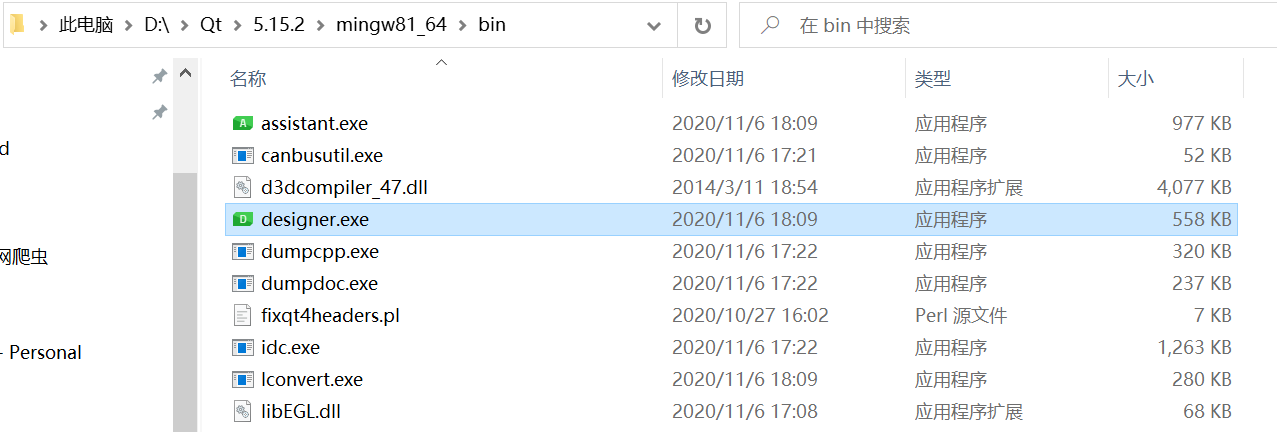 此电脑 > D:\ > Qt > 5.15.2 > mingw81_64 > bin
在 bin 中搜索
名称 修改日期 类型 大小
A assistant.exe 2020/11/6 18:09 应用程序 977 KB
canbusutil.exe 2020/11/6 17:21 应用程序 52 KB
d
d3dcompiler_47.dll 2014/3/11 18:54 应用程序扩展 4,077 KB
D designer.exe 2020/11/6 18:09 应用程序 558 KB
网爬虫
dumpcpp.exe 2020/11/6 17:22 应用程序 320 KB
dumpdoc.exe 2020/11/6 17:22 应用程序 237 KB
fixqt4headers.pl 2020/10/27 16:02 Perl 源文件 7 KB
- Personal
idc.exe 2020/11/6 17:22 应用程序 1,263 KB
lconvert.exe 2020/11/6 18:09 应用程序 280 KB
libEGL.dll 2020/11/6 17:08 应用程序扩展 68 KB